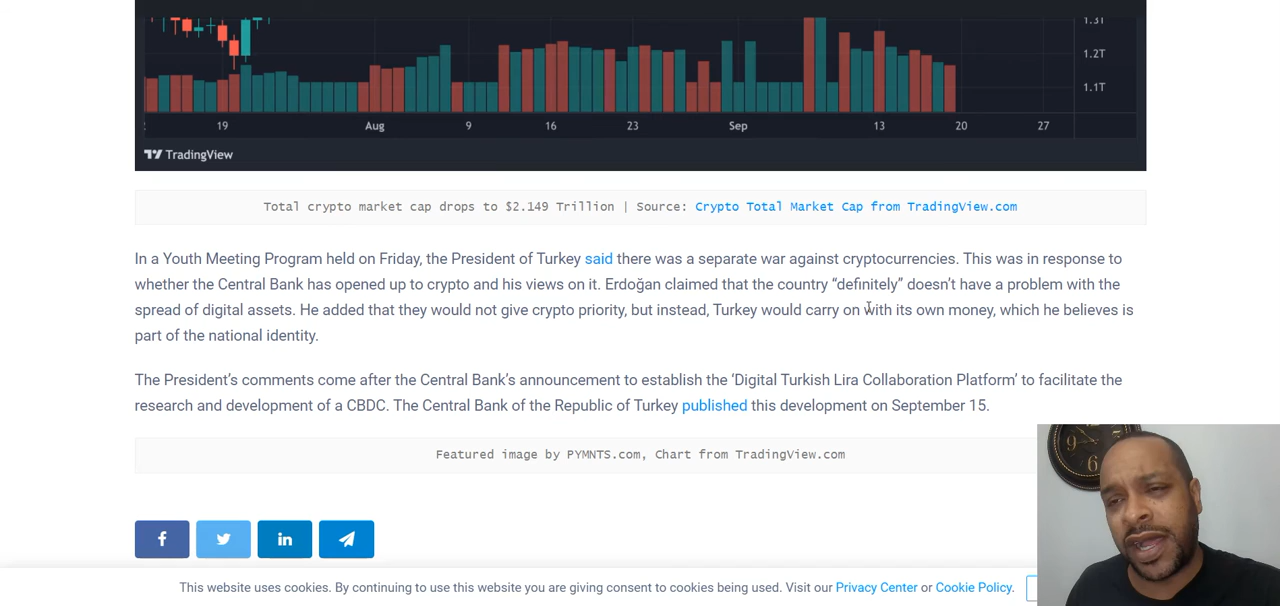 1.3T
1.2T
1.1T
19 Aug 9 16 23 Sep 13 20 27
TradingView
Total crypto market cap drops to $2.149 Trillion | Source: Crypto Total Market Cap from TradingView.com
In a Youth Meeting Program held on Friday, the President of Turkey said there was a separate war against cryptocurrencies. This was in response to
whether the Central Bank has opened up to crypto and his views on it. Erdoğan claimed that the country “definitely” doesn’t have a problem with the
spread of digital assets. He added that they would not give crypto priority, but instead, Turkey would carry on with its own money, which he believes is
part of the national identity.
The President’s comments come after the Central Bank’s announcement to establish the ‘Digital Turkish Lira Collaboration Platform’ to facilitate the
research and development of a CBDC. The Central Bank of the Republic of Turkey published this development on September 15.
Featured image by PYMNTS.com, Chart from TradingView.com
This website uses cookies. By continuing to use this website you are giving consent to cookies being used. Visit our Privacy Center or Cookie Policy.